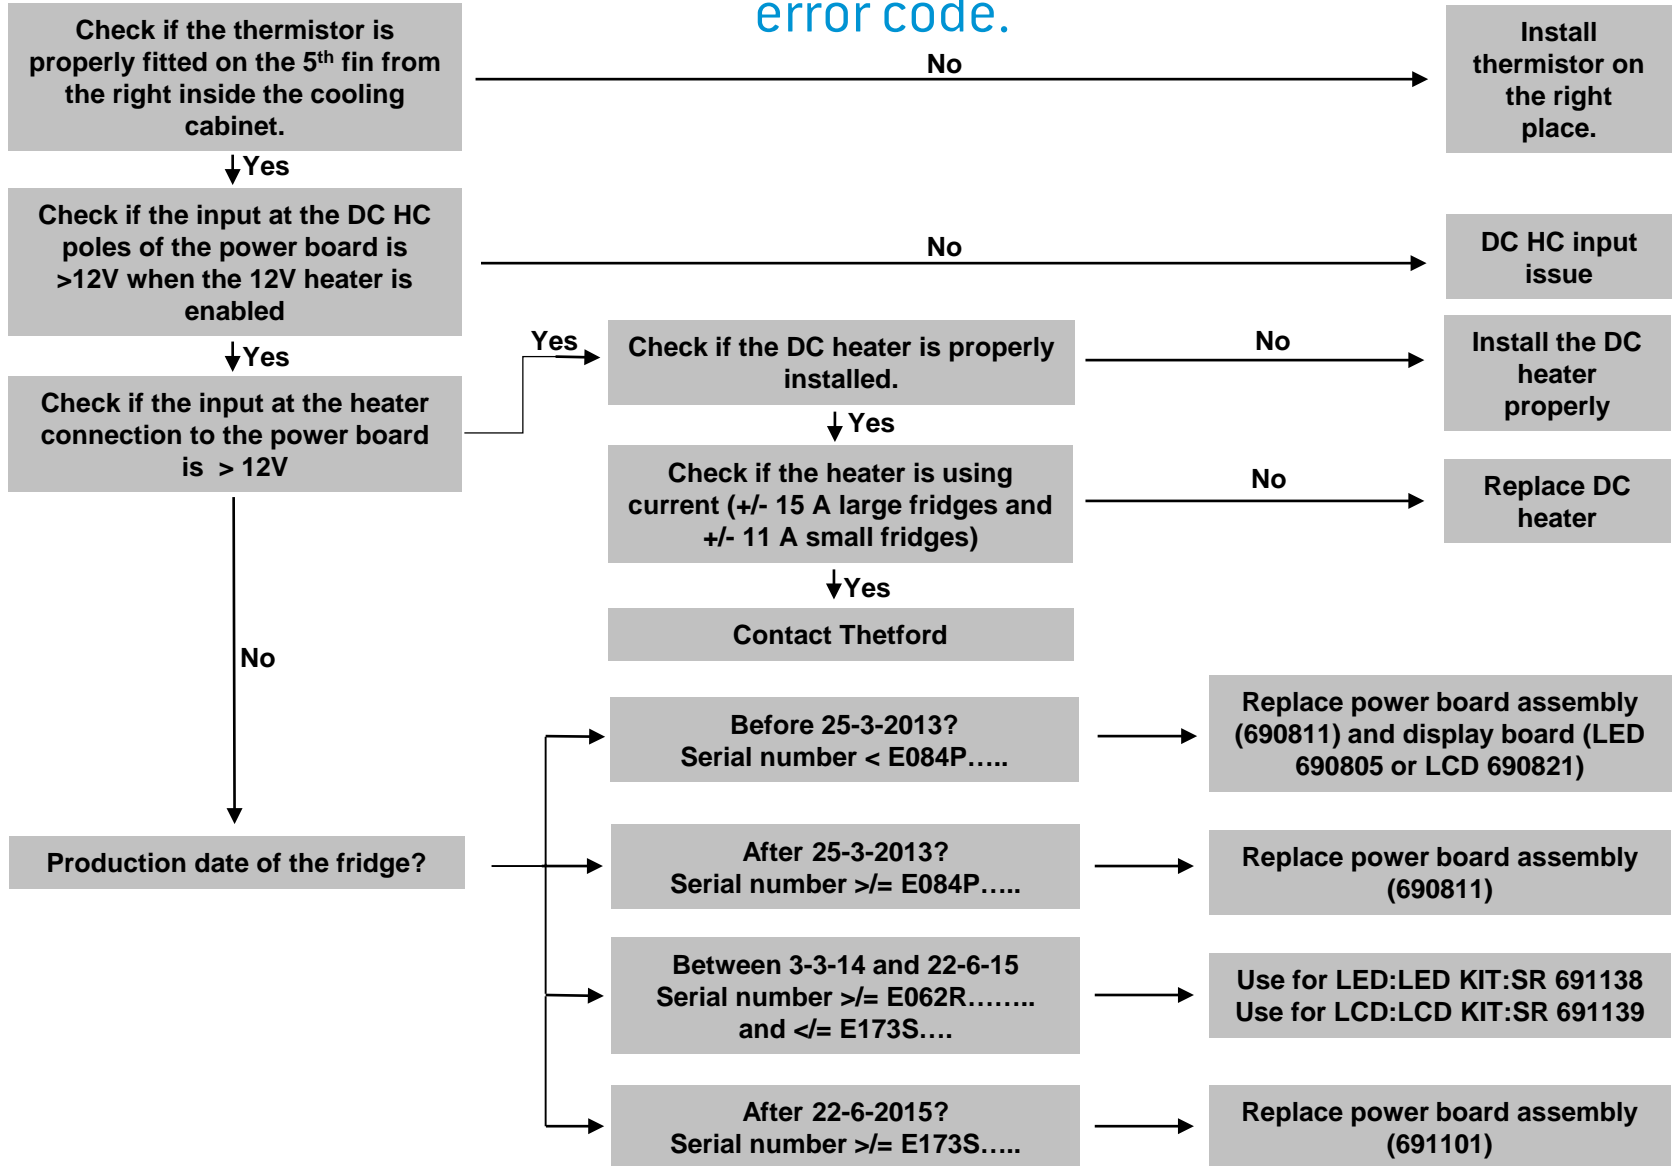 error code.
Check if the thermistor is
properly fitted on the 5th fin from
the right inside the cooling
cabinet.
No
Install
thermistor on
the right
place.
Yes
Check if the input at the DC HC
poles of the power board is
>12V when the 12V heater is
enabled
No
DC HC input
issue
Yes
Check if the input at the heater
connection to the power board
is > 12V
Yes
Check if the DC heater is properly
installed.
No
Install the DC
heater
properly
Yes
Check if the heater is using
current (+/- 15 A large fridges and
+/- 11 A small fridges)
No
Replace DC
heater
Yes
Contact Thetford
No
Production date of the fridge?
Before 25-3-2013?
Serial number < E084P…..
Replace power board assembly
(690811) and display board (LED
690805 or LCD 690821)
After 25-3-2013?
Serial number >/= E084P…..
Replace power board assembly
(690811)
Between 3-3-14 and 22-6-15
Serial number >/= E062R……..
and </= E173S….
Use for LED:LED KIT:SR 691138
Use for LCD:LCD KIT:SR 691139
After 22-6-2015?
Serial number >/= E173S…..
Replace power board assembly
(691101)